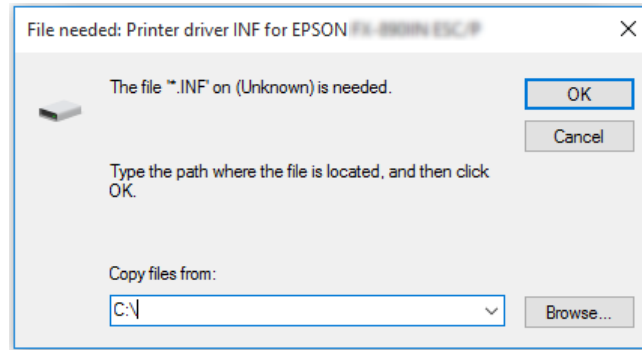 File needed: Printer driver INF for EPSON
The file '*.INF' on (Unknown) is needed.
OK
Cancel
Type the path where the file is located, and then click
OK.
Copy files from:
C:\
Browse...